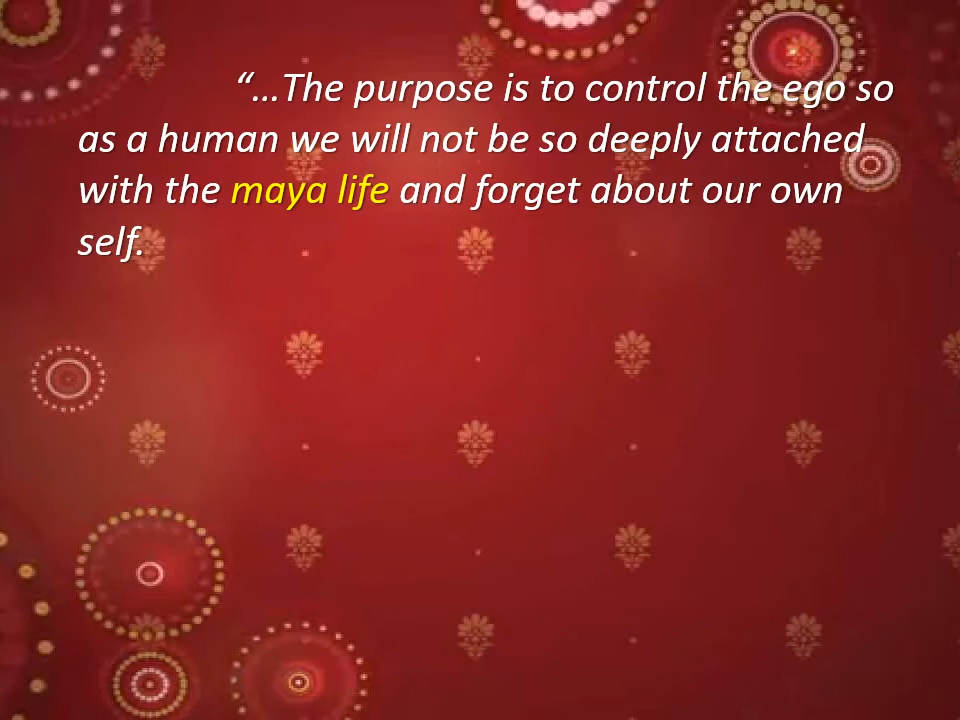 “…The purpose is to control the ego so
as a human we will not be so deeply attached
with the maya life and forget about our own
self.